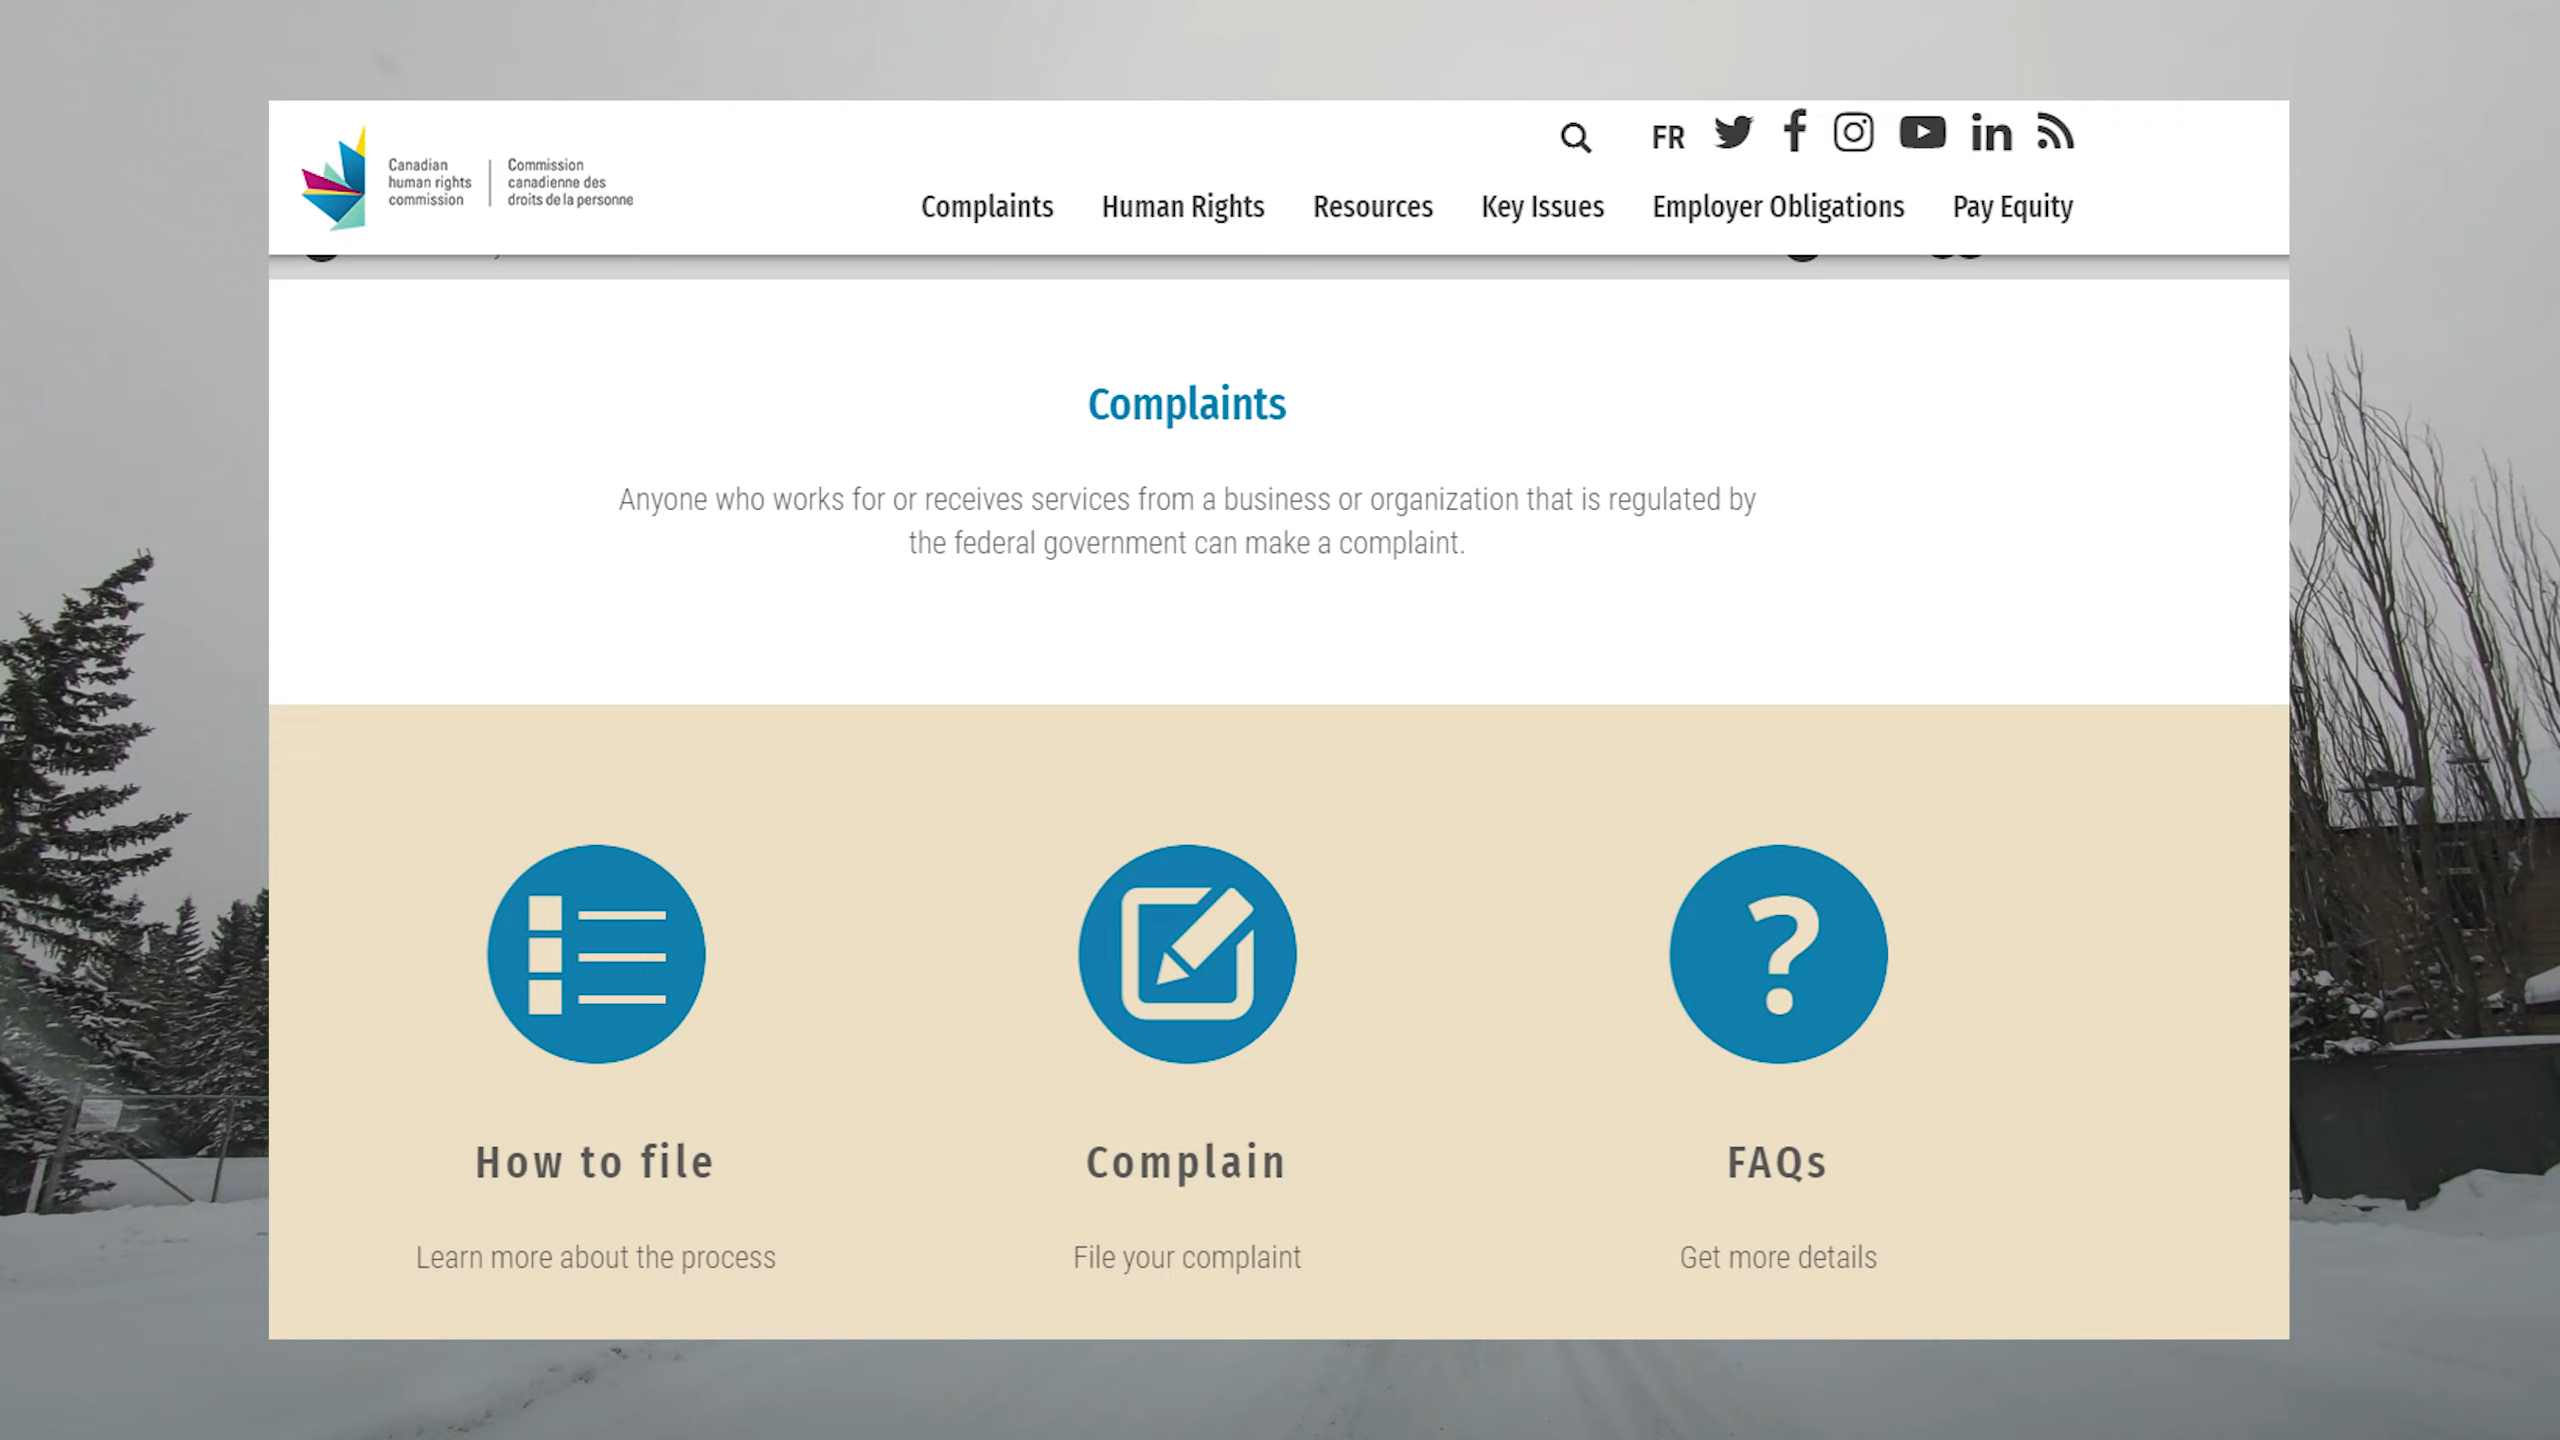 Canadian
human rights
commission
Commission
canadienne des
droits de la personne
FR
Complaints
Human Rights
Resources
Key Issues
Employer Obligations
Pay Equity
Complaints
Anyone who works for or receives services from a business or organization that is regulated by
the federal government can make a complaint.
How to file
Complain
FAQs
Learn more about the process
File your complaint
Get more details